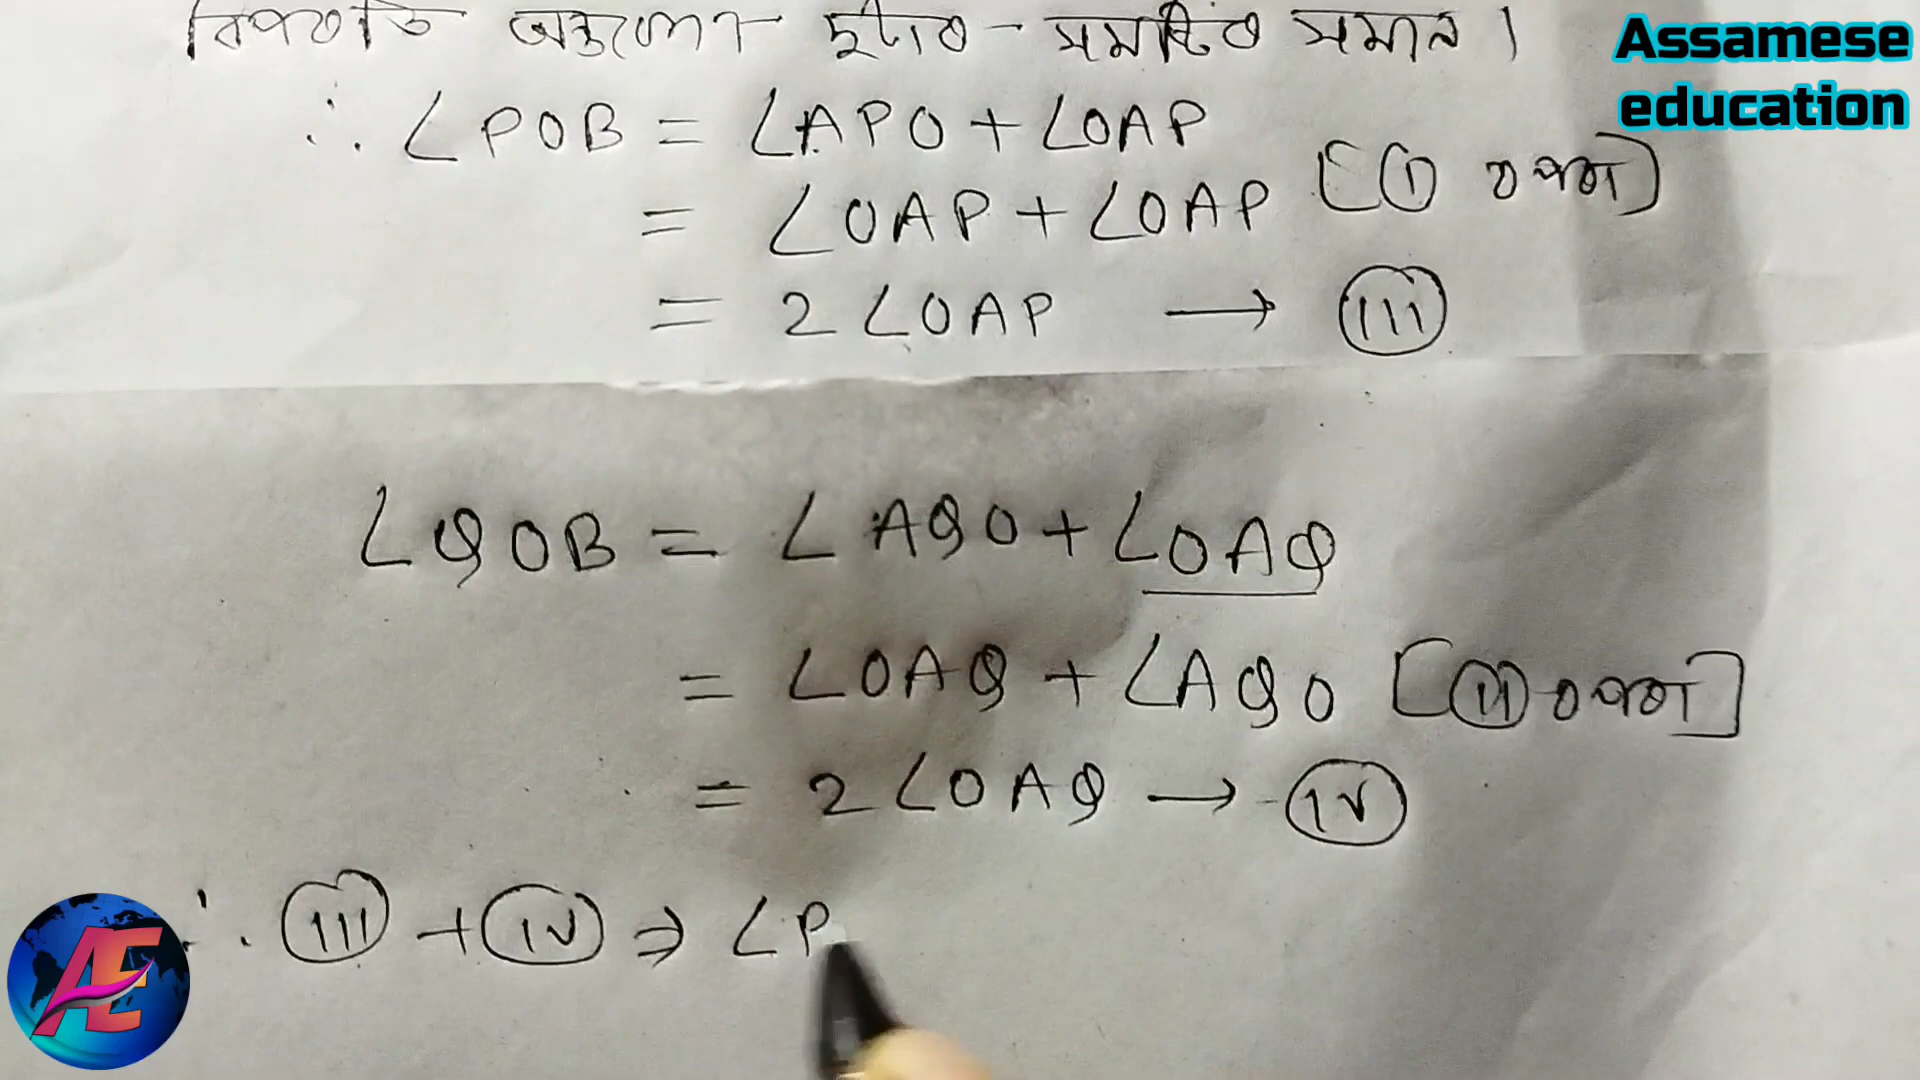 বিপৰীত অন্তঃকোণ দুটাৰ সমষ্টিৰ সমান।
∴ ∠POB = ∠APO + ∠OAP
= ∠OAP + ∠OAP [(i) ৰ পৰা]
= 2∠OAP → (iii)
∠QOB = ∠AQO + ∠OAQ
= ∠OAQ + ∠AQO [(ii) ৰ পৰা]
= 2∠OAQ → (iv)
∴ (iii) + (iv) ⇒ ∠P
Assamese
education
AE